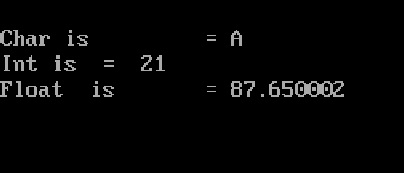 Char is          = A
Int is  =  21
Float  is        = 87.650002